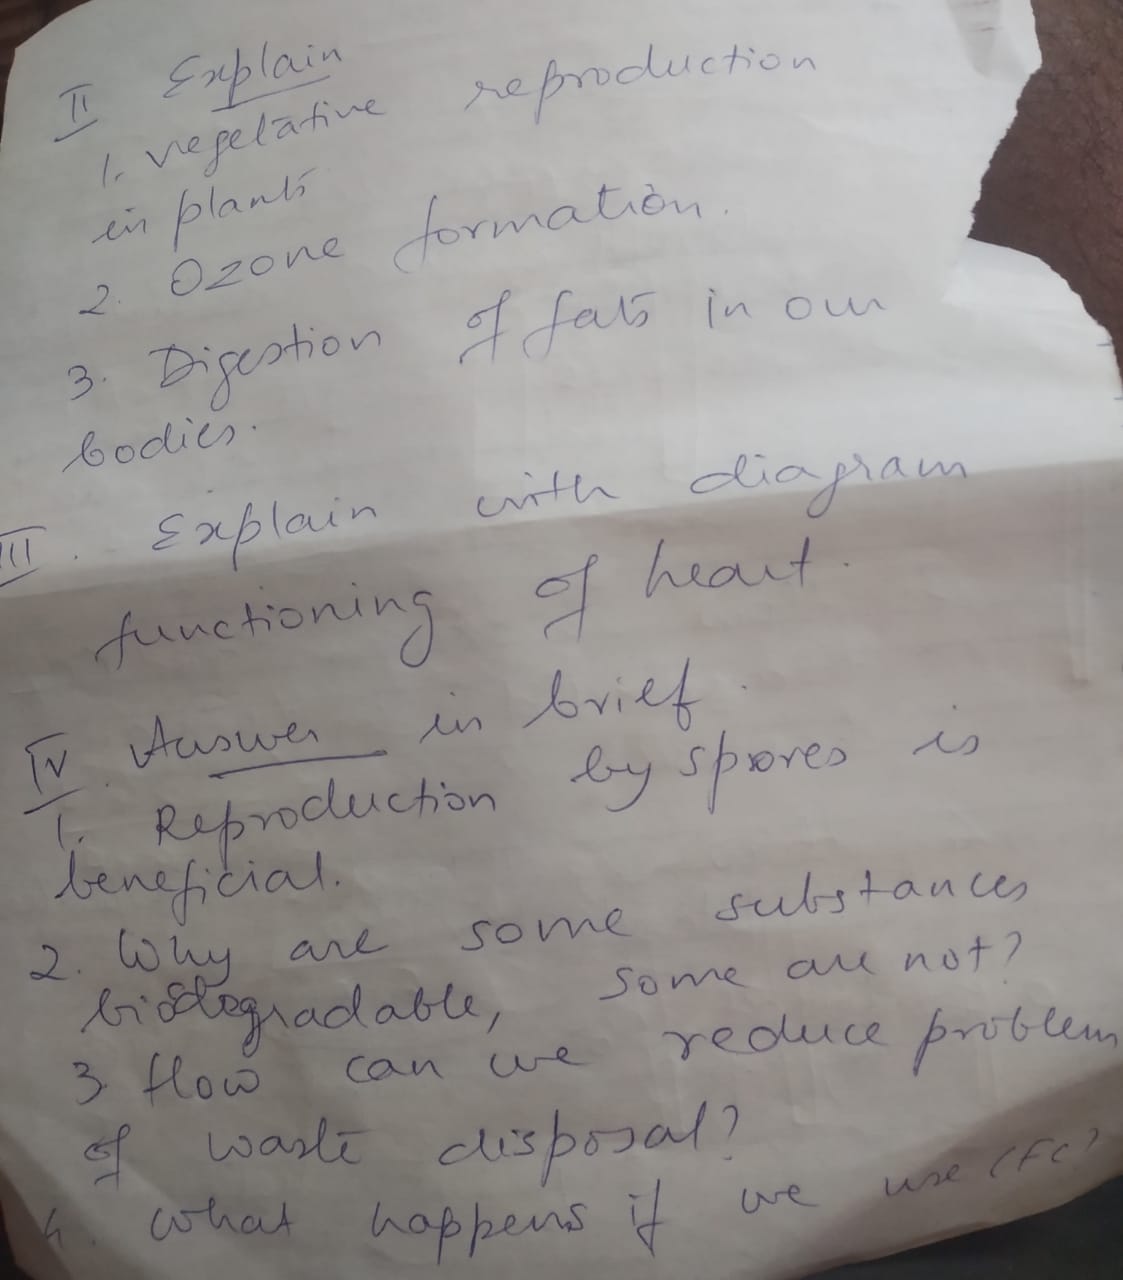 II Explain
1. vegetative reproduction
in plants
2. Ozone formation.
3. Digestion of fats in our
bodies.
III. Explain with diagram
functioning of heart.
IV. Answer in brief.
1. Reproduction by spores is
beneficial.
2. Why are some substances
biodegradable, some are not?
3. How can we reduce problem
of waste disposal?
4. What happens if we use CFC?